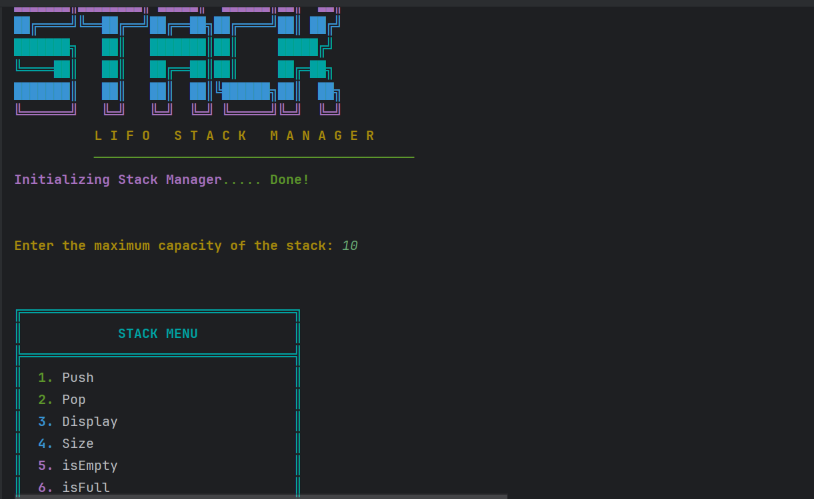 STACK
L I F O   S T A C K   M A N A G E R
Initializing Stack Manager..... Done!
Enter the maximum capacity of the stack: 10
STACK MENU
1. Push
2. Pop
3. Display
4. Size
5. isEmpty
6. isFull